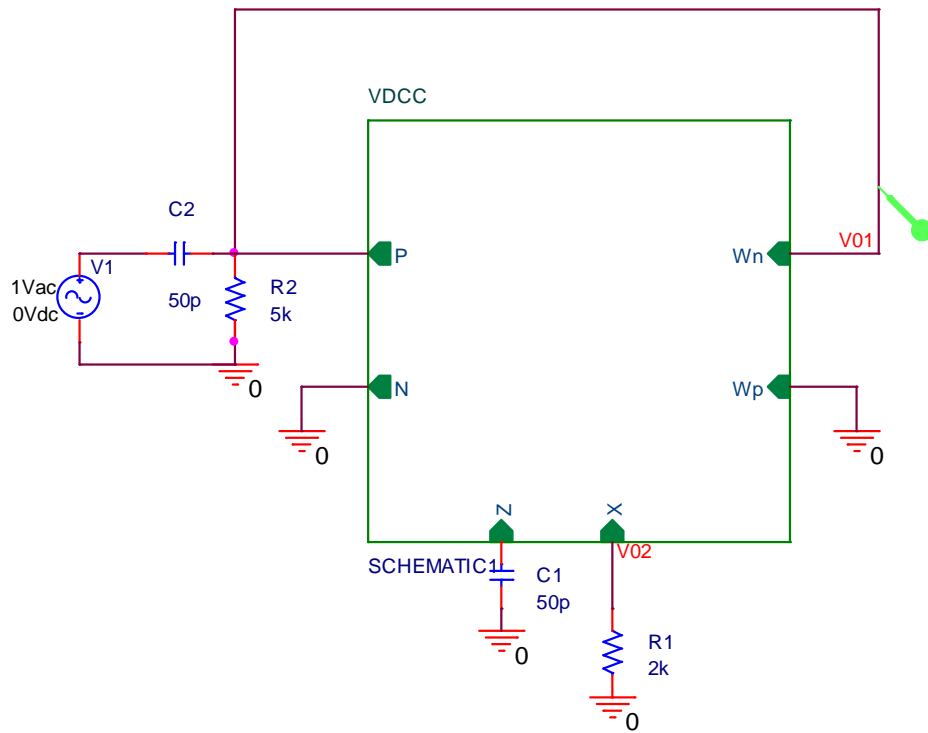 VDCC
C2
V1
1Vac
0Vdc
50p
R2
5k
0
P
N
0
Wn
V01
Wp
0
Z
X
V02
SCHEMATIC1
C1
50p
0
R1
2k
0